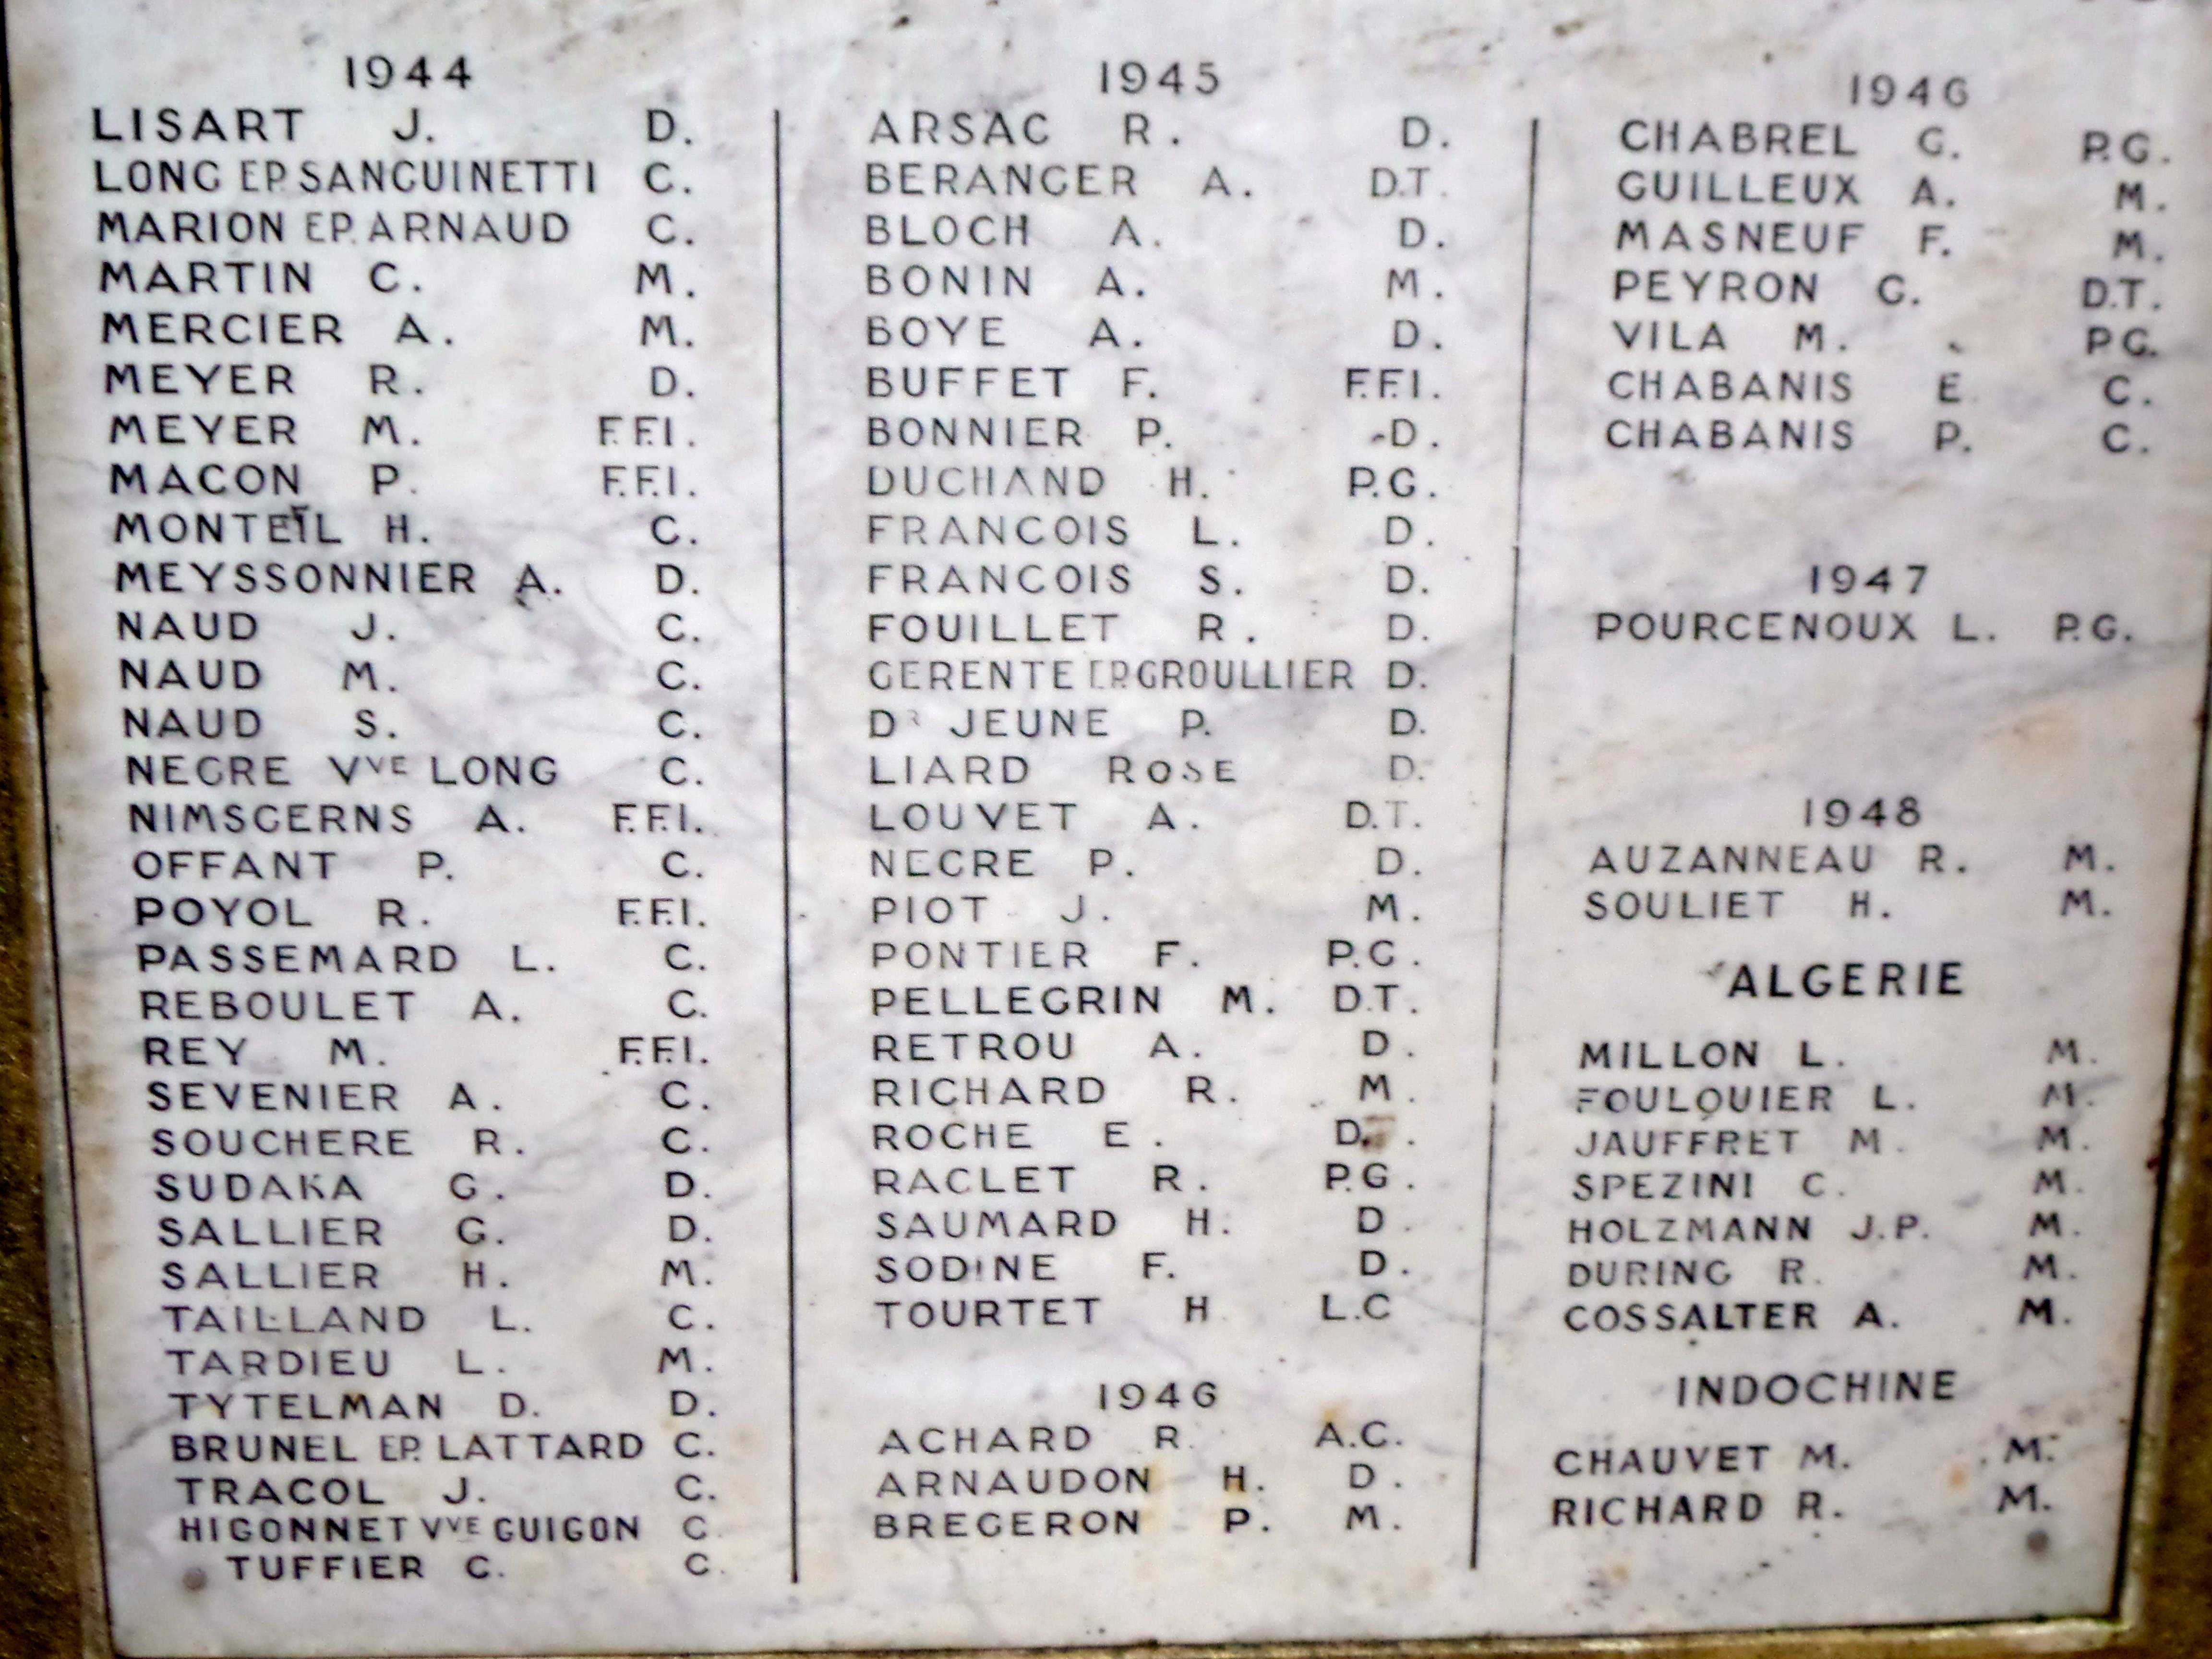 1944
LISART J. D.
LONG EP. SANGUINETTI C.
MARION EP. ARNAUD C.
MARTIN C. M.
MERCIER A. M.
MEYER R. D.
MEYER M. F.F.I.
MACON P. F.F.I.
MONTEIL H. C.
MEYSSONNIER A. D.
NAUD J. C.
NAUD M. C.
NAUD S. C.
NEGRE VVE LONG C.
NIMSGERNS A. F.F.I.
OFFANT P. C.
POYOL R. F.F.I.
PASSEMARD L. C.
REBOULET A. C.
REY M. F.F.I.
SEVENIER A. C.
SOUCHERE R. C.
SUDAKA G. D.
SALLIER G. D.
SALLIER H. M.
TAILLAND L. C.
TARDIEU L. M.
TYTELMAN D. D.
BRUNEL EP. LATTARD C.
TRACOL J. C.
HIGONNET VVE GUIGON C.
TUFFIER C. C.
1945
ARSAC R. D.
BERANGER A. D.T.
BLOCH A. D.
BONIN A. M.
BOYE A. D.
BUFFET F. F.F.I.
BONNIER P. D.
DUCHAND H. P.G.
FRANCOIS L. D.
FRANCOIS S. D.
FOUILLET R. D.
GERENTE EP. GROULLIER D.
DR JEUNE P. D.
LIARD ROSE D.
LOUVET A. D.T.
NEGRE P. D.
PIOT J. M.
PONTIER F. P.G.
PELLEGRIN M. D.T.
RETROU A. D.
RICHARD R. M.
ROCHE E. D.
RACLET R. P.G.
SAUMARD H. D.
SODINE F. D.
TOURTET H. L.C
1946
ACHARD R. A.C.
ARNAUDON H. D.
BREGERON P. M.
1946
CHABREL G. P.G.
GUILLEUX A. M.
MASNEUF F. M.
PEYRON G. D.T.
VILA M. P.G.
CHABANIS E. C.
CHABANIS P. C.
1947
POURCENOUX L. P.G.
1948
AUZANNEAU R. M.
SOULIET H. M.
ALGERIE
MILLON L. M.
FOULQUIER L. M.
JAUFFRET M. M.
SPEZINI C. M.
HOLZMANN J.P. M.
DURING R. M.
COSSALTER A. M.
INDOCHINE
CHAUVET M. M.
RICHARD R. M.